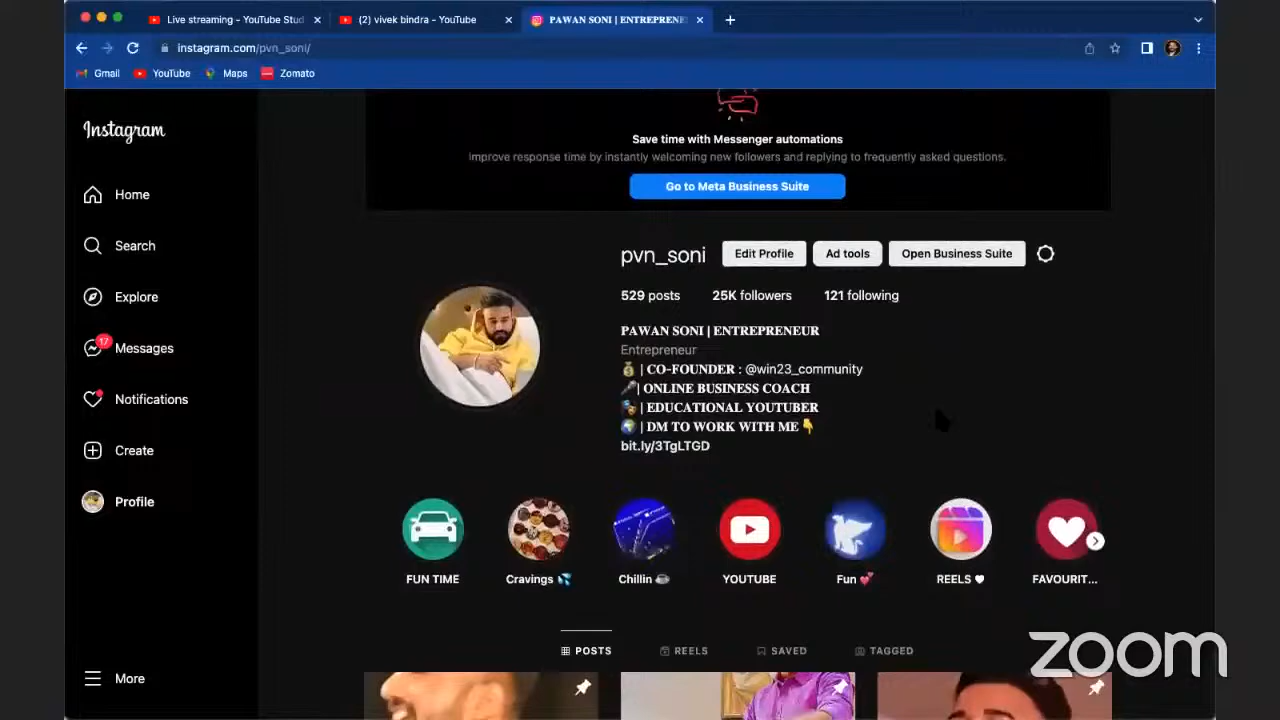 Live streaming - YouTube Stud
(2) vivek bindra - YouTube
PAWAN SONI | ENTREPRENE
instagram.com/pvn_soni/
Gmail
YouTube
Maps
Zomato
Instagram
Save time with Messenger automations
Improve response time by instantly welcoming new followers and replying to frequently asked questions.
Go to Meta Business Suite
Home
Search
Explore
17
Messages
Notifications
Create
Profile
More
pvn_soni
Edit Profile
Ad tools
Open Business Suite
529 posts
25K followers
121 following
PAWAN SONI | ENTREPRENEUR
Entrepreneur
💰 | CO-FOUNDER : @win23_community
🎤| ONLINE BUSINESS COACH
🎭 | EDUCATIONAL YOUTUBER
🌍 | DM TO WORK WITH ME 👇
bit.ly/3TgLTGD
FUN TIME
Cravings 💦
Chillin ☕
YOUTUBE
Fun 💞
REELS ♥
FAVOURIT...
POSTS
REELS
SAVED
TAGGED
zoom